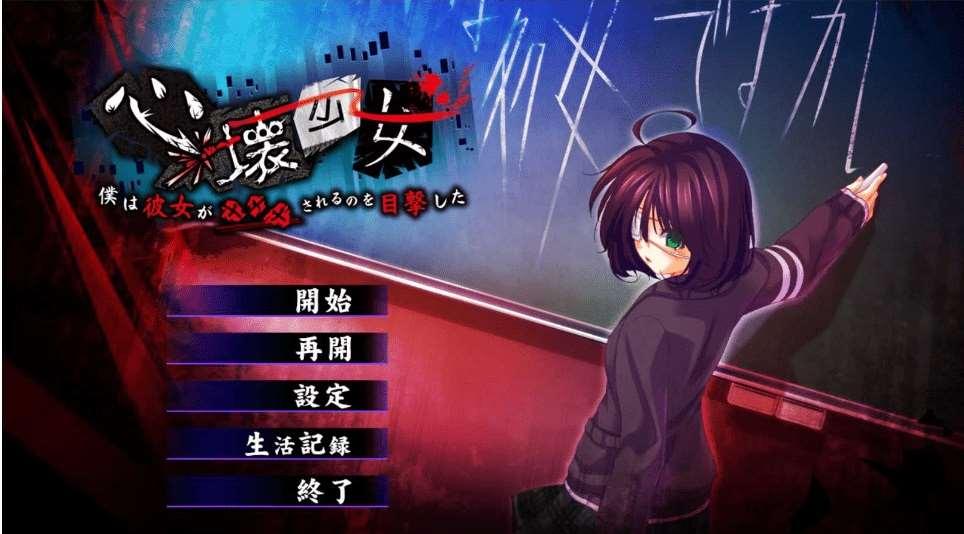 心壊少女
僕は彼女が×××されるのを目撃した
開始
再開
設定
生活記録
終了